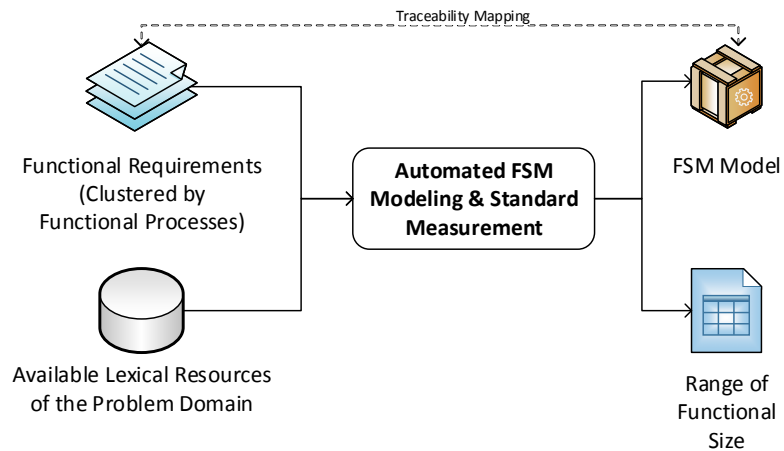 Traceability Mapping
Functional Requirements
(Clustered by
Functional Processes)
Automated FSM
Modeling & Standard
Measurement
FSM Model
Available Lexical Resources
of the Problem Domain
Range of
Functional
Size